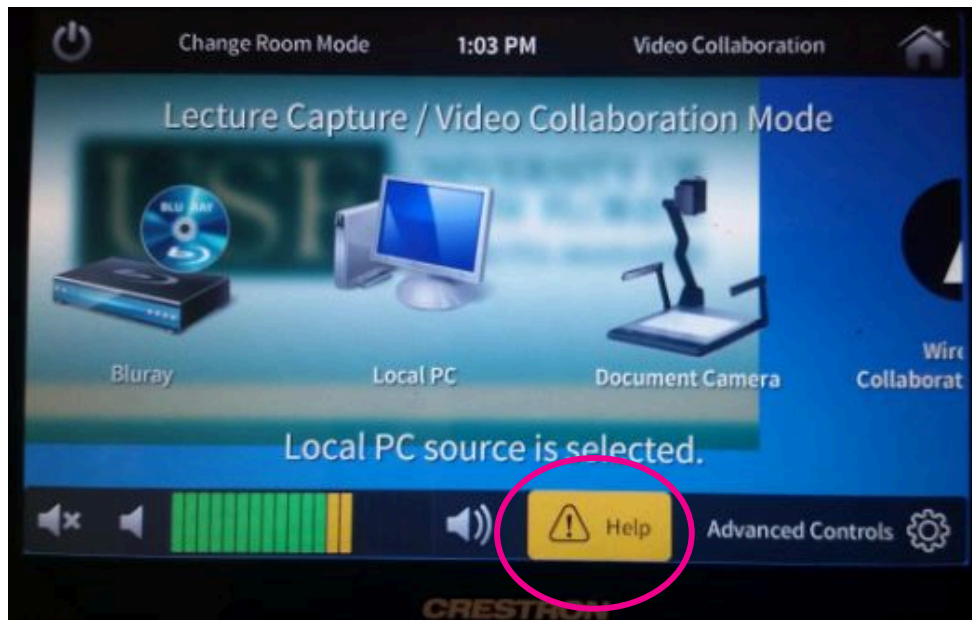 Change Room Mode 1:03 PM Video Collaboration
Lecture Capture / Video Collaboration Mode
BLU RAY
Bluray Local PC Document Camera
Local PC source is selected.
Help Advanced Controls
CRESTRON